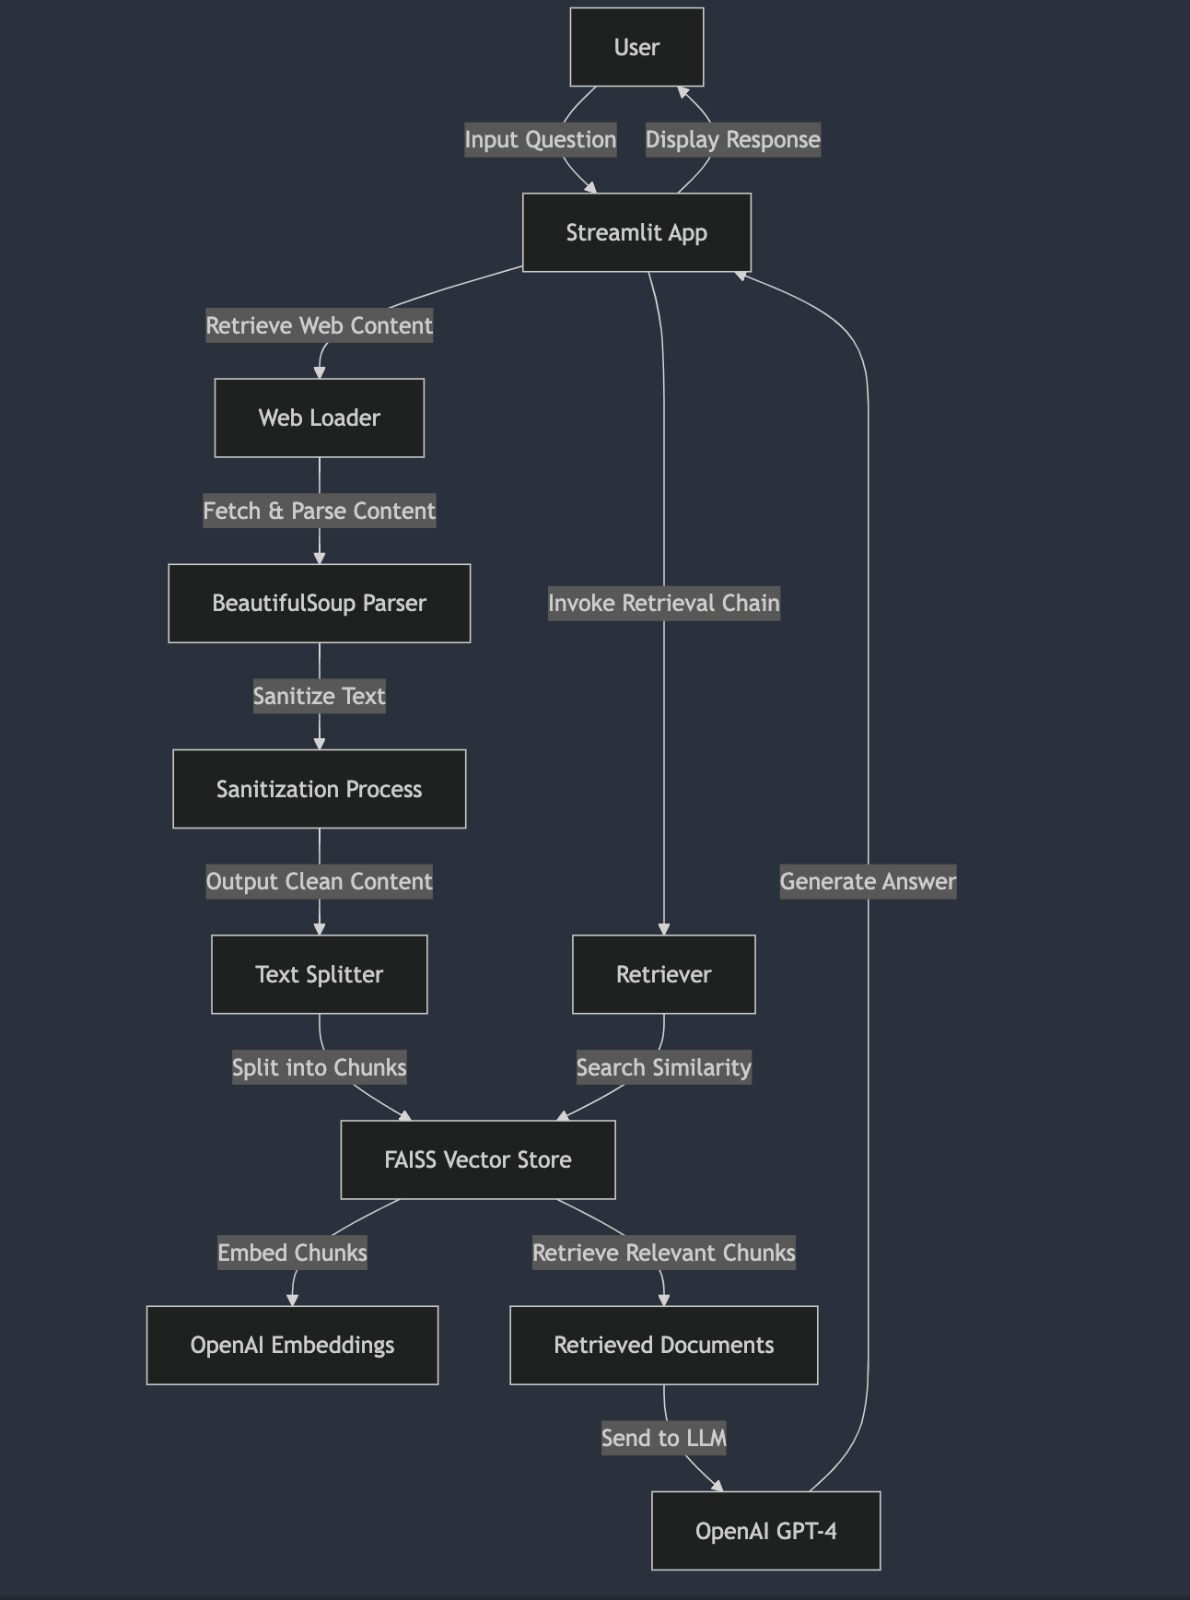 User
Input Question
Display Response
Streamlit App
Retrieve Web Content
Web Loader
Fetch & Parse Content
BeautifulSoup Parser
Invoke Retrieval Chain
Sanitize Text
Sanitization Process
Output Clean Content
Generate Answer
Text Splitter
Retriever
Split into Chunks
Search Similarity
FAISS Vector Store
Embed Chunks
Retrieve Relevant Chunks
OpenAI Embeddings
Retrieved Documents
Send to LLM
OpenAI GPT-4